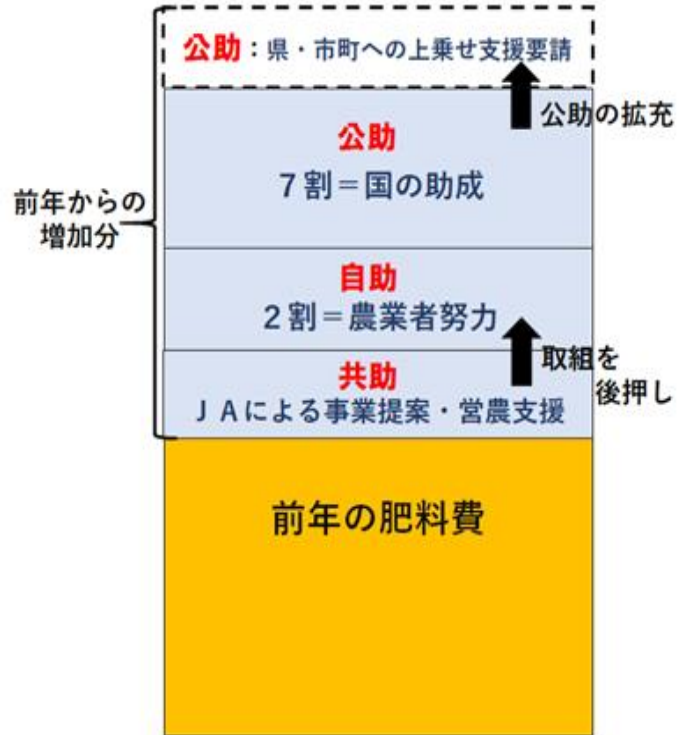 公助：県・市町への上乗せ支援要請
公助の拡充
公助
７割＝国の助成
前年からの
増加分
自助
２割＝農業者努力
取組を
後押し
共助
ＪＡによる事業提案・営農支援
前年の肥料費